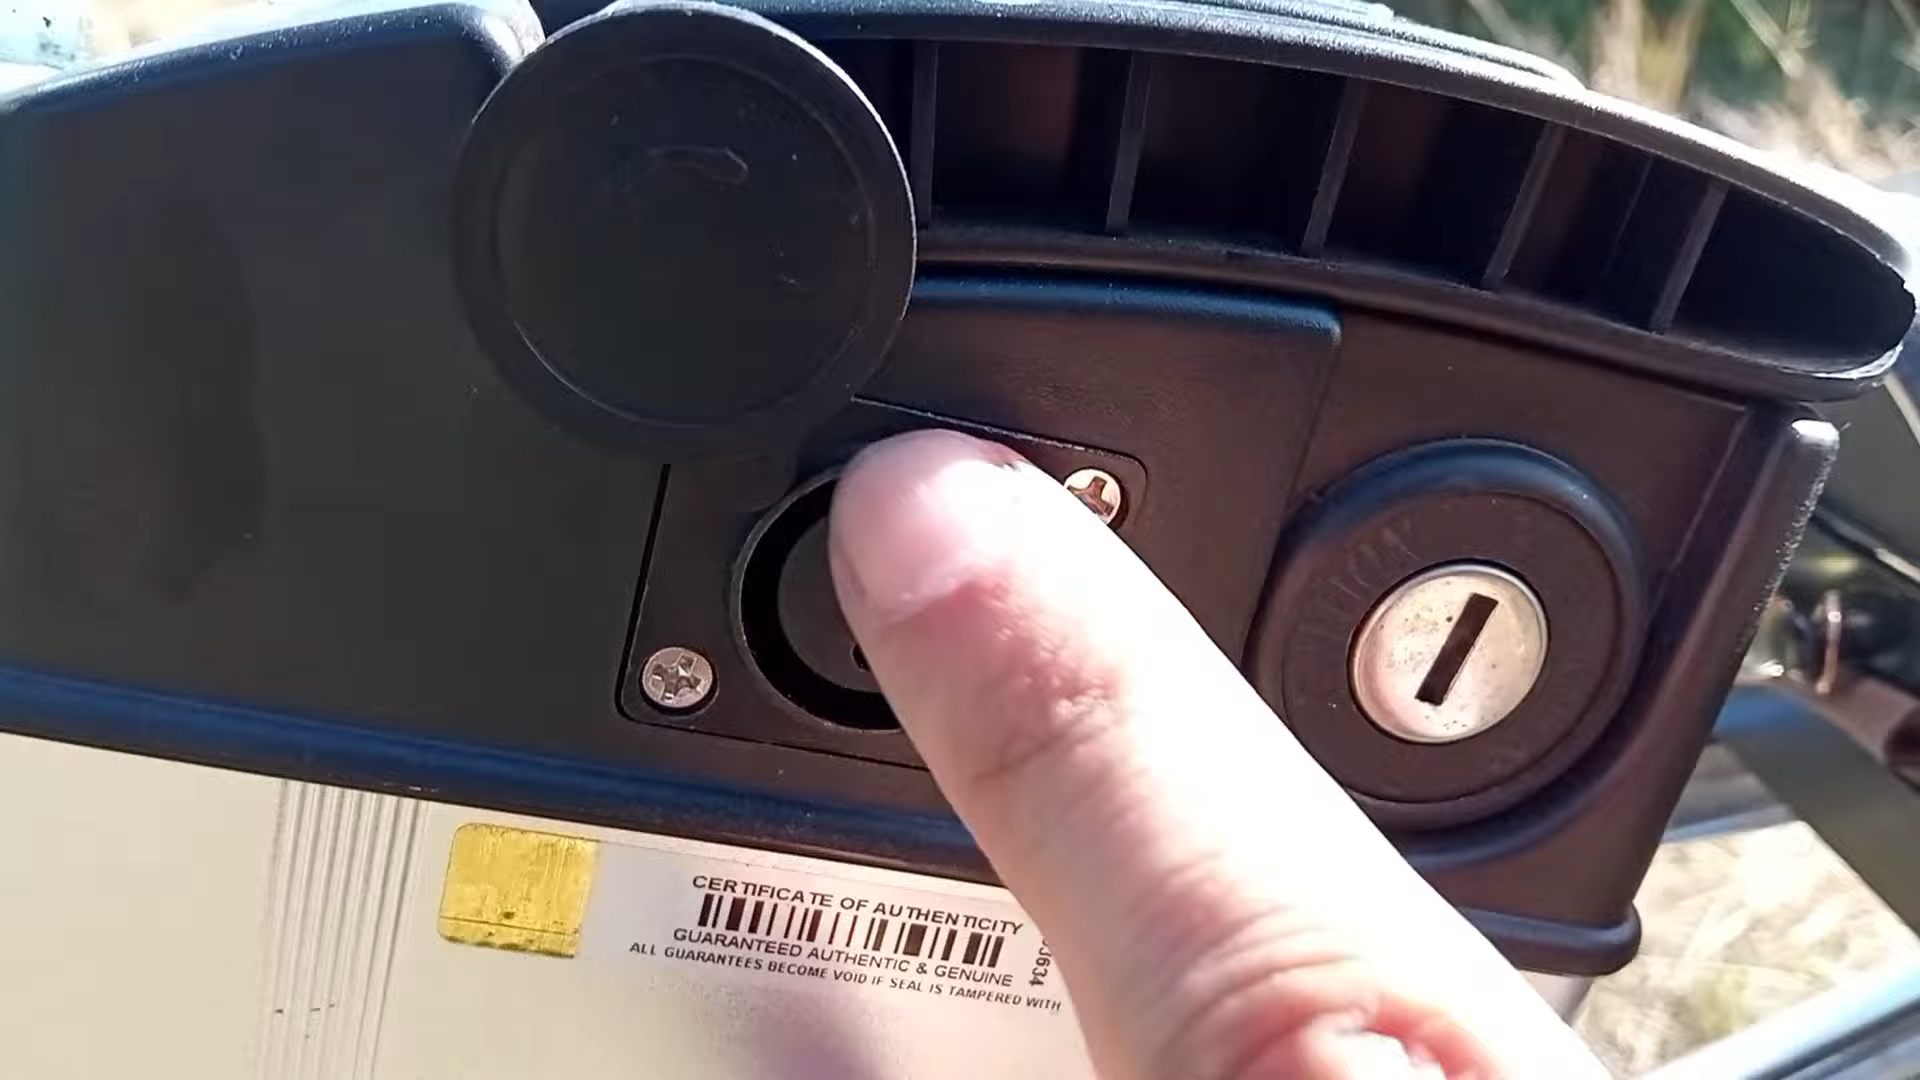 CERTIFICATE OF AUTHENTICITY
GUARANTEED AUTHENTIC & GENUINE
ALL GUARANTEES BECOME VOID IF SEAL IS TAMPERED WITH